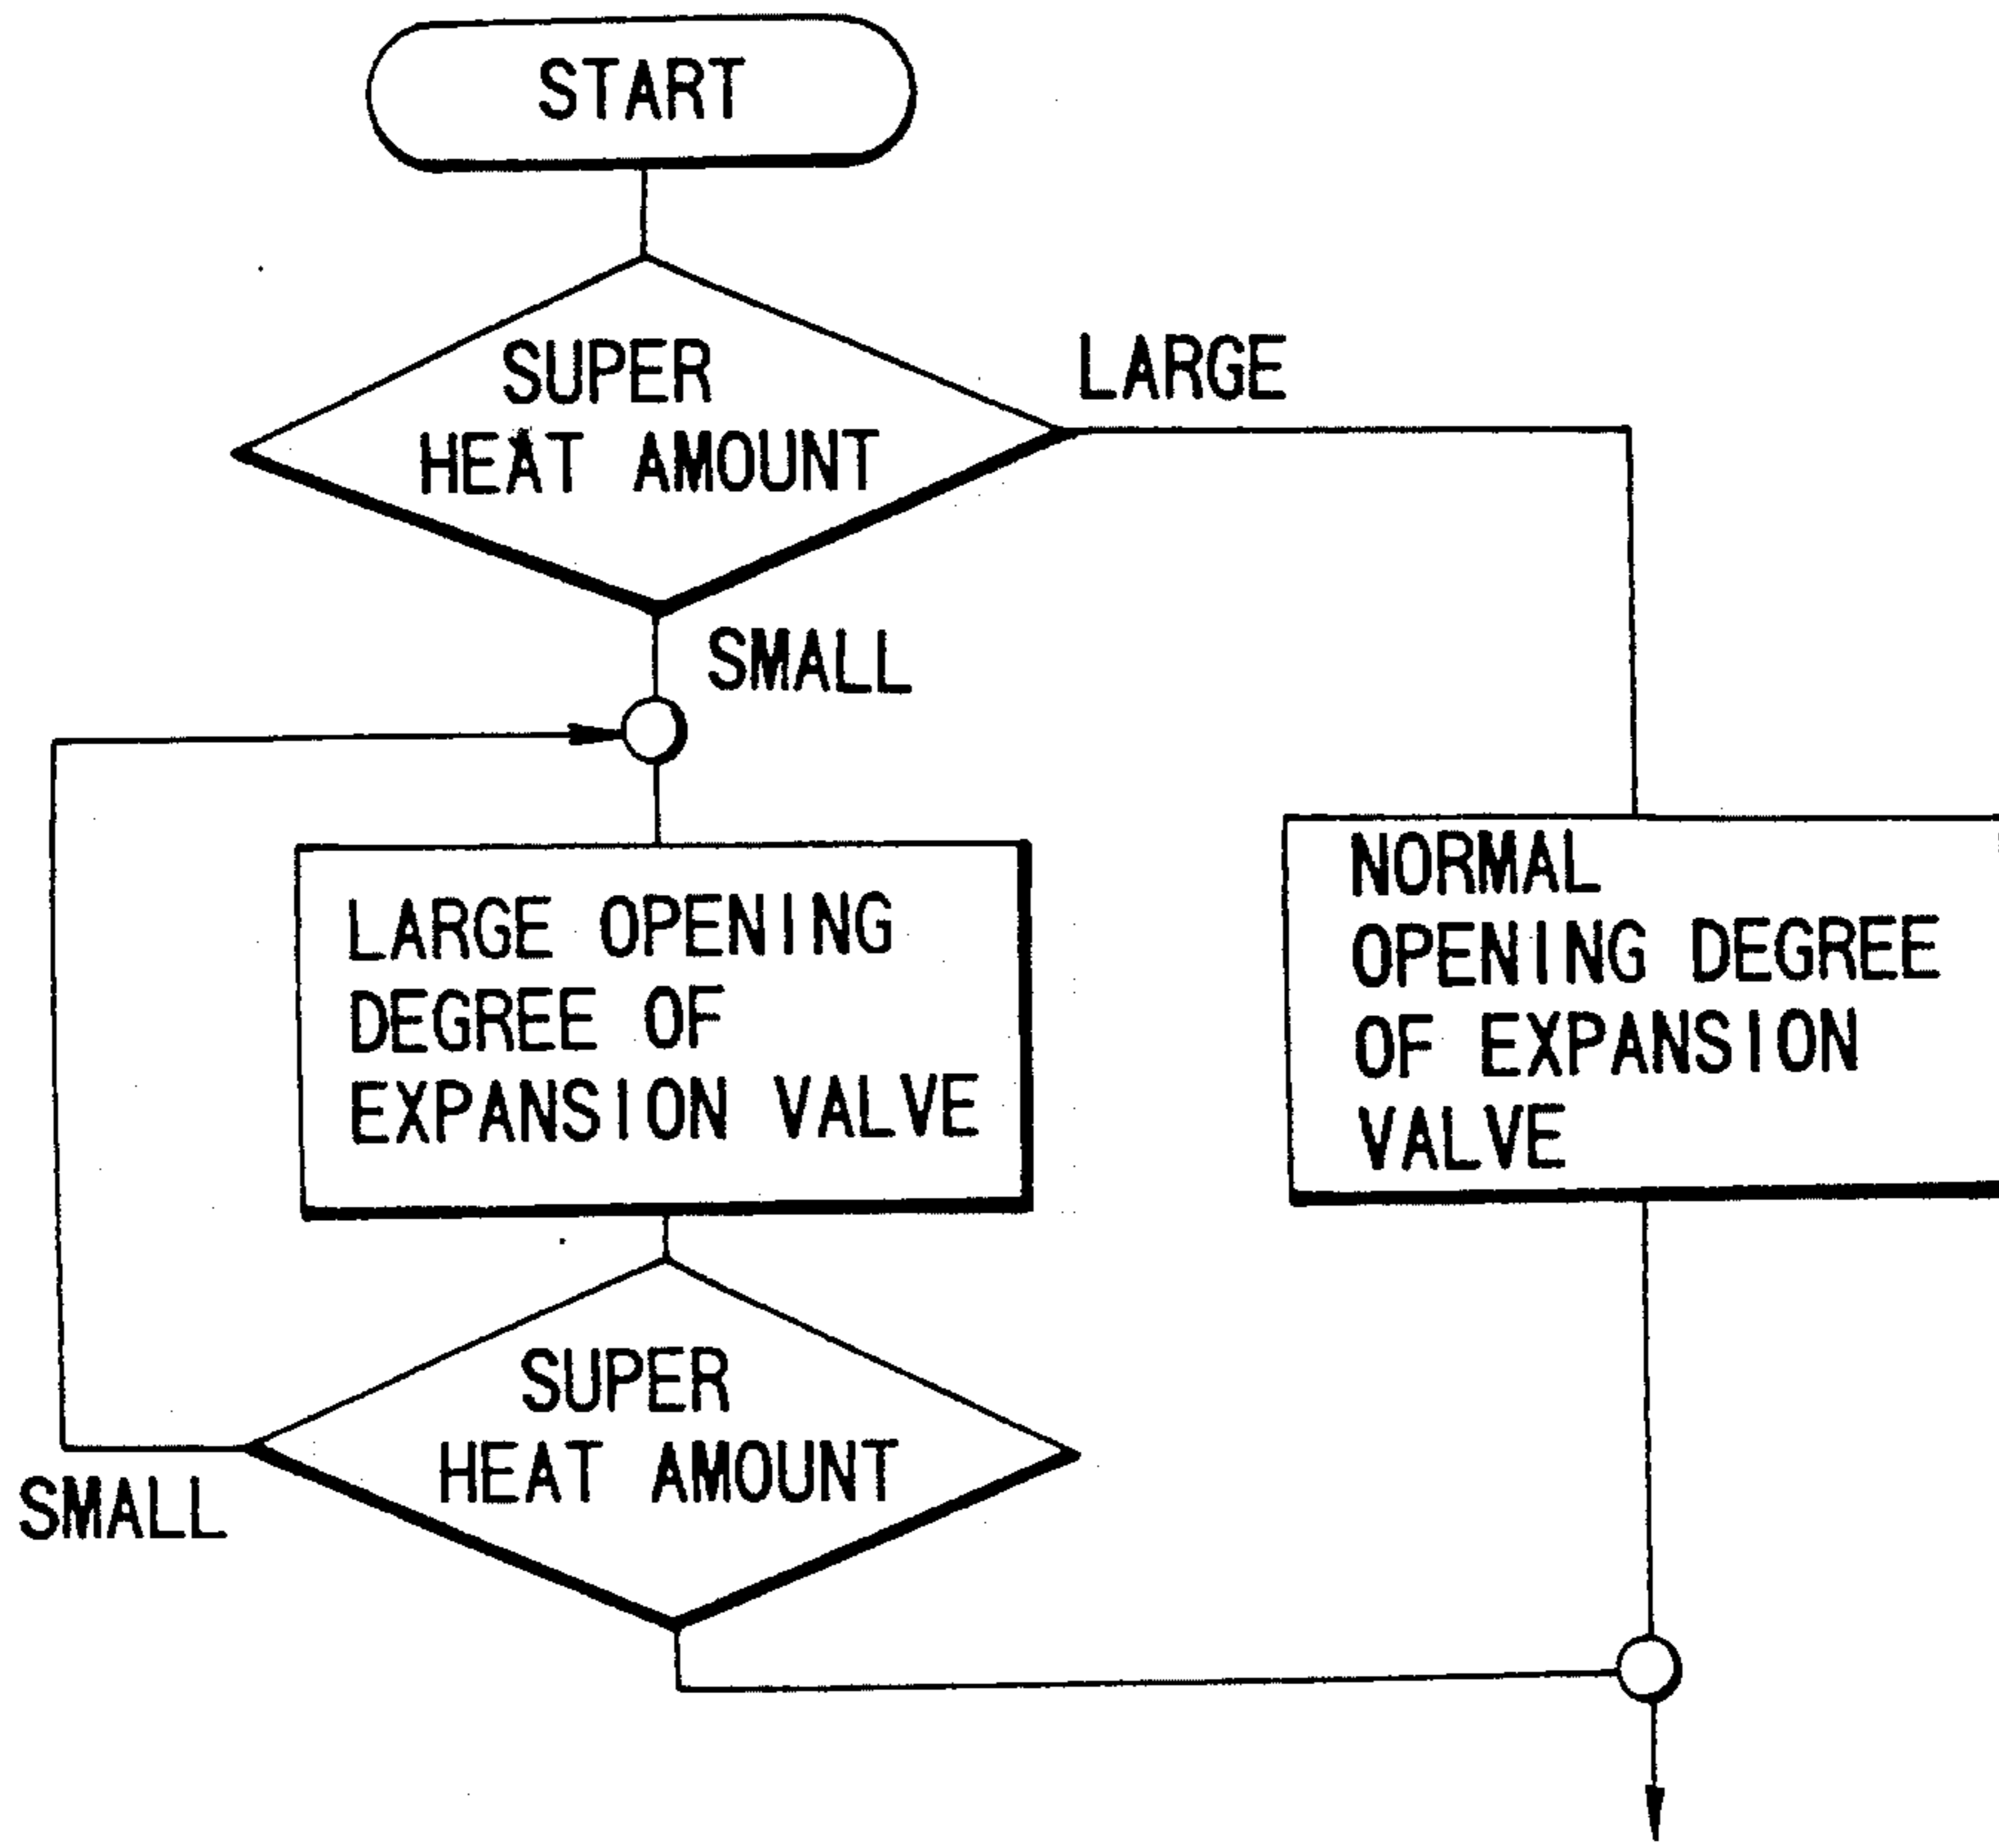 START
SUPER
HEAT AMOUNT
LARGE
SMALL
LARGE OPENING
DEGREE OF
EXPANSION VALVE
NORMAL
OPENING DEGREE
OF EXPANSION
VALVE
SUPER
HEAT AMOUNT
SMALL